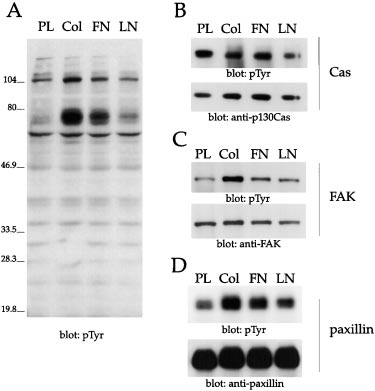 A
PL Col FN LN
104
80
46.9
33.5
28.3
19.8
blot: pTyr
B
PL Col FN LN
blot: pTyr
blot: anti-p130Cas
Cas
C
PL Col FN LN
blot: pTyr
blot: anti-FAK
FAK
D
PL Col FN LN
blot: pTyr
blot: anti-paxillin
paxillin